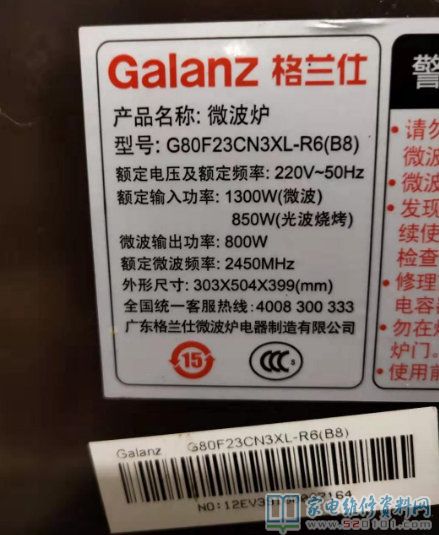 Galanz 格兰仕
产品名称: 微波炉
型号: G80F23CN3XL-R6(B8)
额定电压及额定频率: 220V~50Hz
额定输入功率: 1300W(微波)
850W(光波烧烤)
微波输出功率: 800W
额定微波频率: 2450MHz
外形尺寸: 303X504X399(mm)
全国统一客服热线: 4008 300 333
广东格兰仕微波炉电器制造有限公司
15
CCC S
警
• 请勿
微波
• 微波
• 发现
续使
检查
• 修理
电容
• 勿在
炉门。
• 使用前
Galanz G80F23CN3XL-R6(B8)
家电维修资料网
www.520101.com